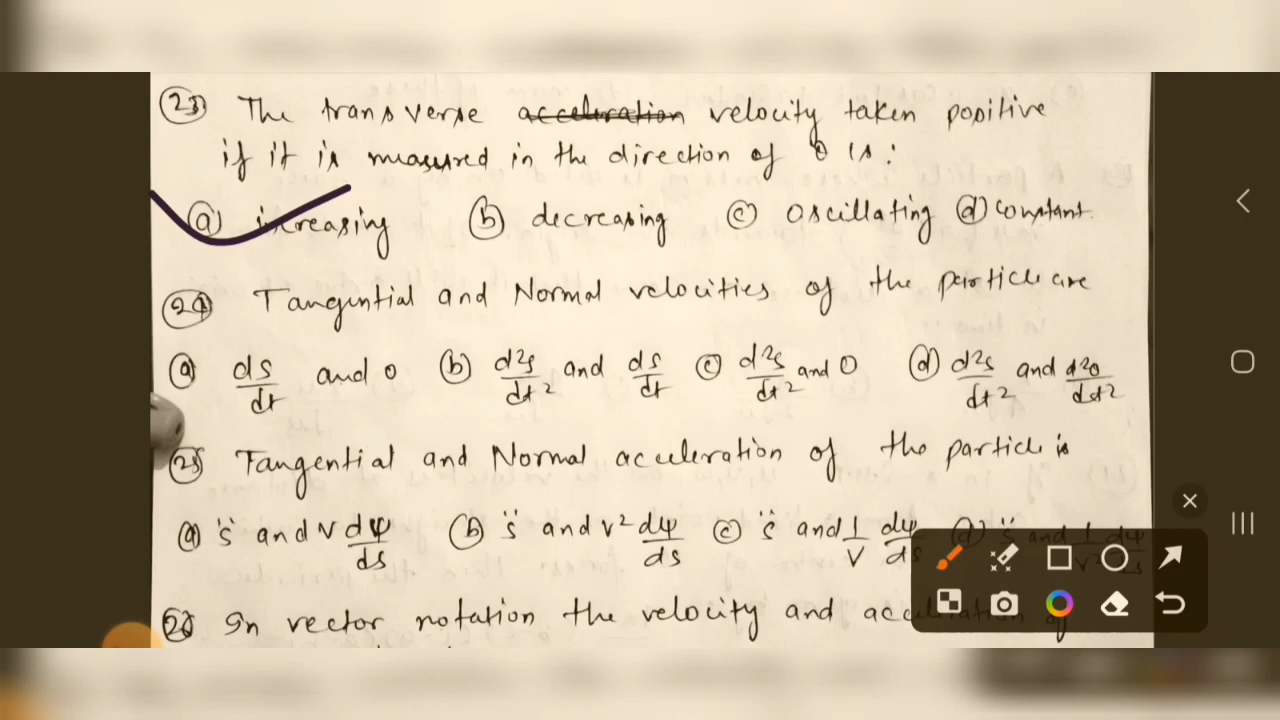 23 The transverse acceleration velocity taken positive
if it is measured in the direction of θ is:
a increasing b decreasing c oscillating d constant.
24 Tangential and Normal velocities of the particle are
a ds/dt and 0 b d²s/dt² and ds/dt c d²s/dt² and 0 d d²s/dt² and d²θ/dt²
25 Tangential and Normal acceleration of the particle is
a s̈ and v dψ/ds b s̈ and v² dψ/ds c s̈ and 1/v dψ/ds d s̈ and
26 In vector notation the velocity and acceleration of